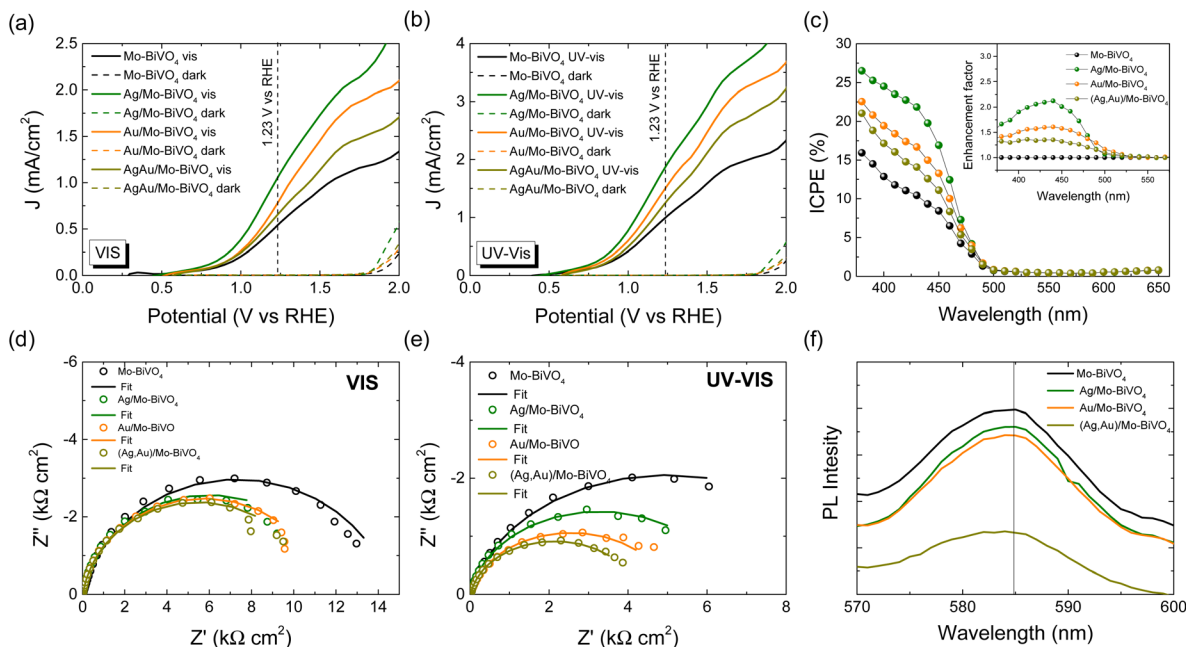 (a)
2.5
2.0
1.5
1.0
0.5
0.0
J (mA/cm²)
Mo-BiVO₄ vis
Mo-BiVO₄ dark
Ag/Mo-BiVO₄ vis
Ag/Mo-BiVO₄ dark
Au/Mo-BiVO₄ vis
Au/Mo-BiVO₄ dark
AgAu/Mo-BiVO₄ vis
AgAu/Mo-BiVO₄ dark
1.23 V vs RHE
VIS
0.0 0.5 1.0 1.5 2.0
Potential (V vs RHE)
(b)
4
3
2
1
0
J (mA/cm²)
Mo-BiVO₄ UV-vis
Mo-BiVO₄ dark
Ag/Mo-BiVO₄ UV-vis
Ag/Mo-BiVO₄ dark
Au/Mo-BiVO₄ UV-vis
Au/Mo-BiVO₄ dark
AgAu/Mo-BiVO₄ UV-vis
AgAu/Mo-BiVO₄ dark
1.23 V vs RHE
UV-Vis
0.0 0.5 1.0 1.5 2.0
Potential (V vs RHE)
(c)
30
25
20
15
10
5
0
ICPE (%)
3.0
2.5
2.0
1.5
1.0
Enhancement factor
Mo-BiVO₄
Ag/Mo-BiVO₄
Au/Mo-BiVO₄
(Ag,Au)/Mo-BiVO₄
400 450 500 550
Wavelength (nm)
400 450 500 550 600 650
Wavelength (nm)
(d)
-6
-4
-2
0
Z'' (kΩ cm²)
Mo-BiVO₄
Fit
Ag/Mo-BiVO₄
Fit
Au/Mo-BiVO
Fit
(Ag,Au)/Mo-BiVO₄
Fit
VIS
0 2 4 6 8 10 12 14
Z' (kΩ cm²)
(e)
-4
-3
-2
-1
0
Z'' (kΩ cm²)
Mo-BiVO₄
Fit
Ag/Mo-BiVO₄
Fit
Au/Mo-BiVO
Fit
(Ag,Au)/Mo-BiVO₄
Fit
UV-VIS
0 2 4 6 8
Z' (kΩ cm²)
(f)
PL Intesity
Mo-BiVO₄
Ag/Mo-BiVO₄
Au/Mo-BiVO₄
(Ag,Au)/Mo-BiVO₄
570 580 590 600
Wavelength (nm)